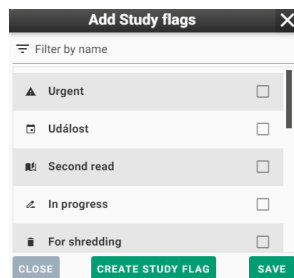 Add Study flags
Filter by name
Urgent
Událost
Second read
In progress
For shredding
CLOSE
CREATE STUDY FLAG
SAVE